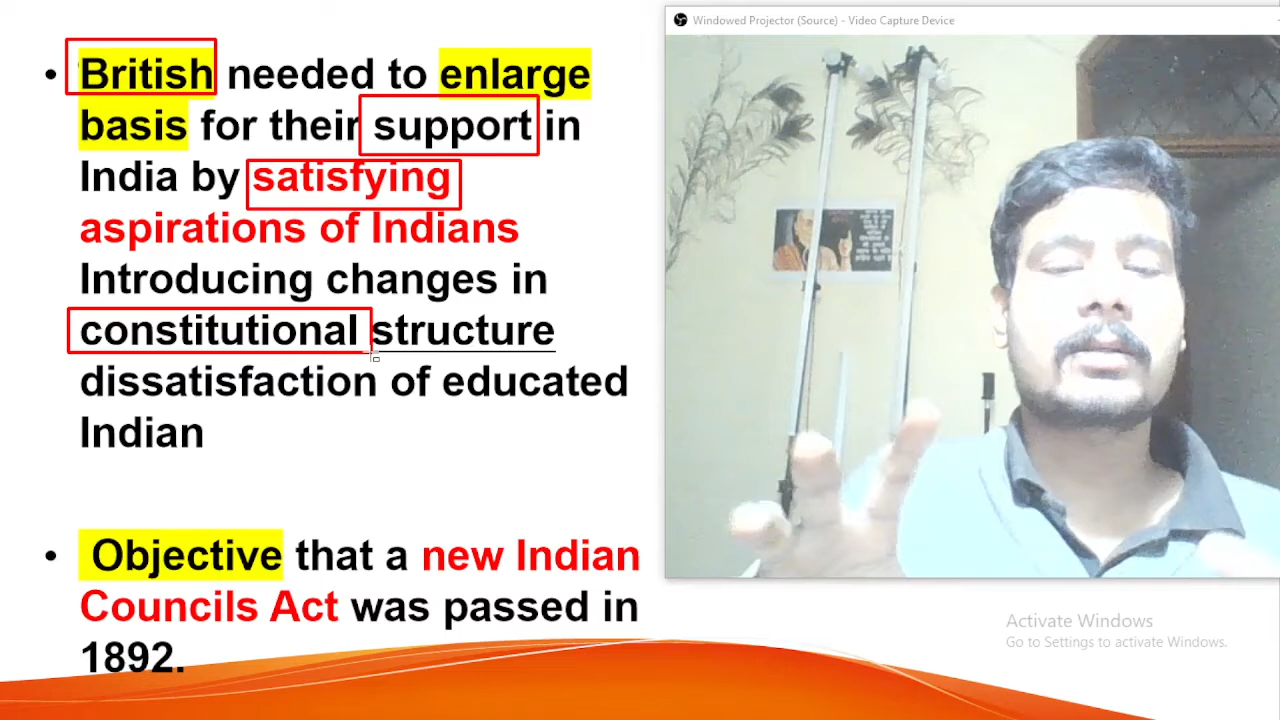 Windowed Projector (Source) - Video Capture Device
• British needed to enlarge
basis for their support in
India by satisfying
aspirations of Indians
Introducing changes in
constitutional structure
dissatisfaction of educated
Indian
• Objective that a new Indian
Councils Act was passed in
1892.
Activate Windows
Go to Settings to activate Windows.